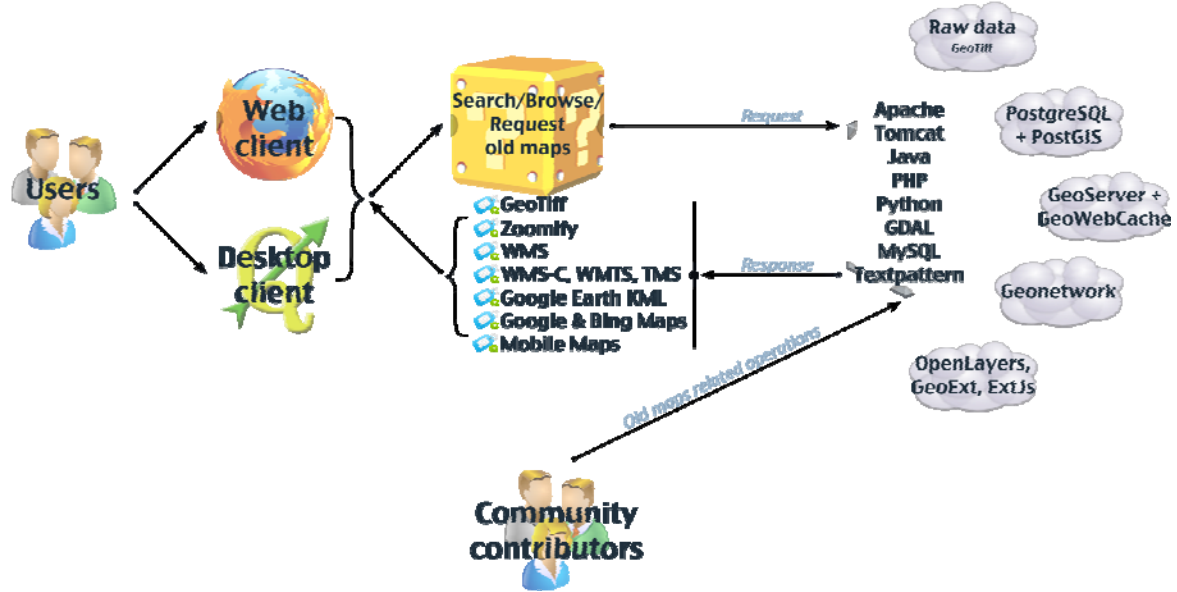 Users
Web
client
Desktop
client
Search/Browse/
Request
old maps
GeoTiff
Zoomify
WMS
WMS-C, WMTS, TMS
Google Earth KML
Google & Bing Maps
Mobile Maps
Request
Response
Old maps related operations
Community
contributors
Apache
Tomcat
Java
PHP
Python
GDAL
MySQL
Textpattern
Raw data
GeoTiff
PostgreSQL
+ PostGIS
GeoServer +
GeoWebCache
Geonetwork
OpenLayers,
GeoExt, ExtJs